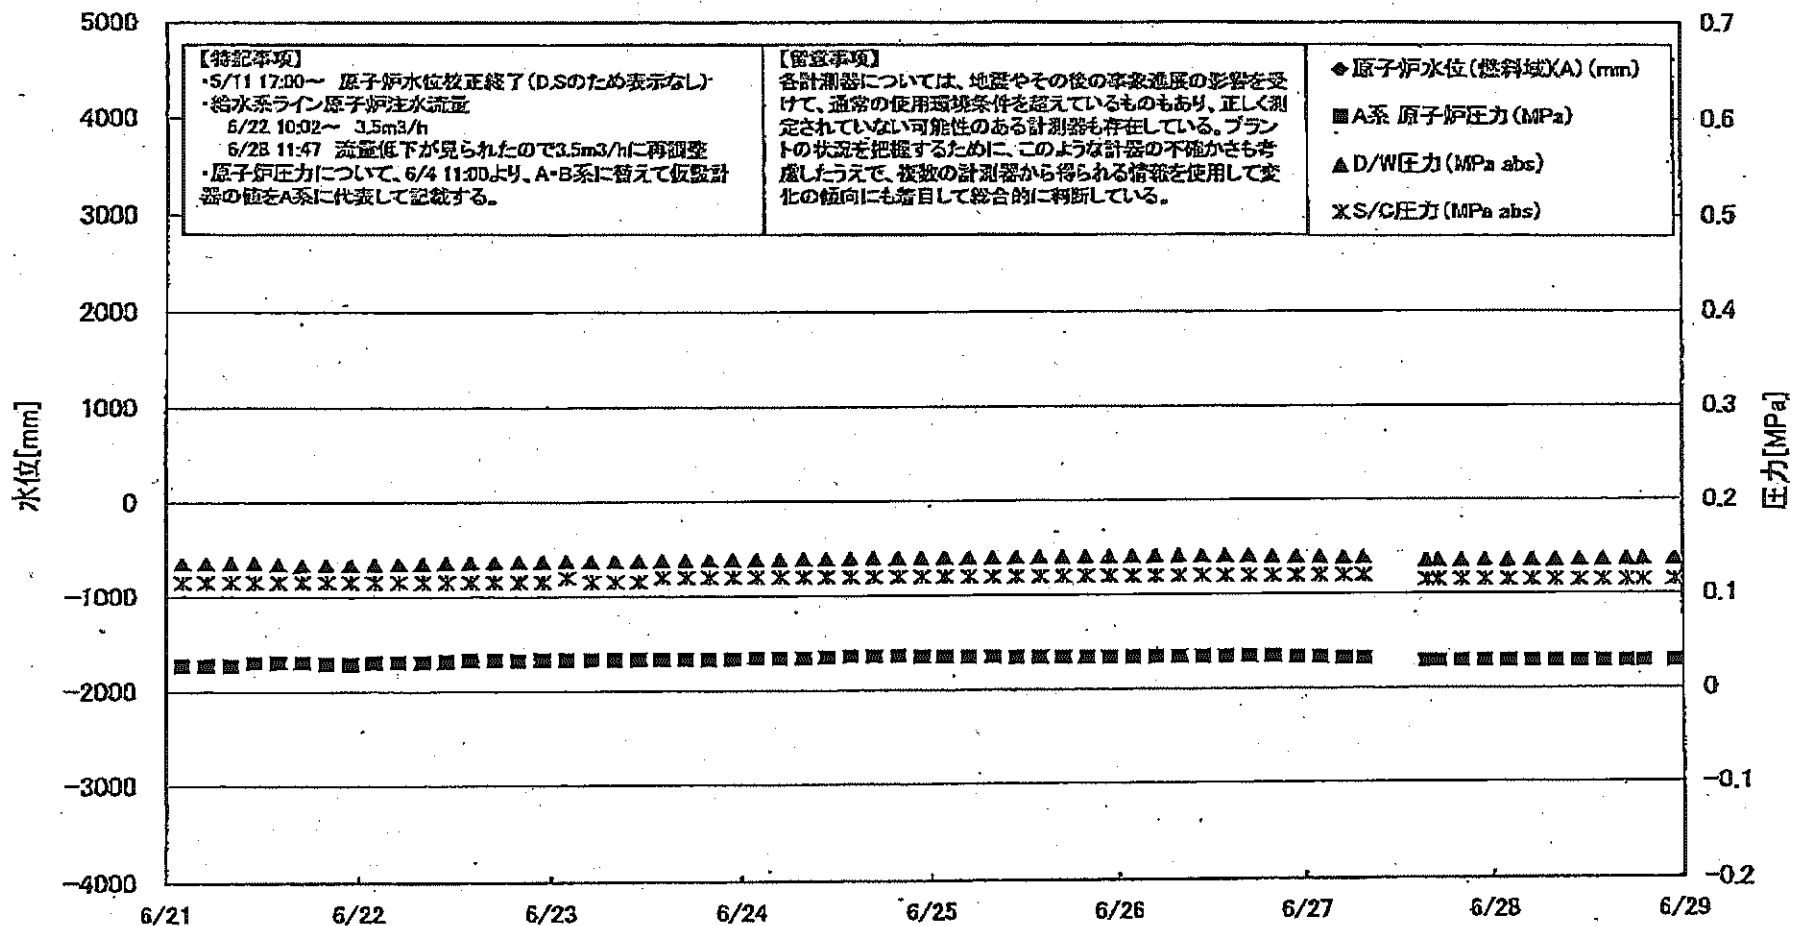 【特記事項】
・5/11 17:00～ 原子炉水位校正終了(D.Sのため表示なし)
・給水系ライン原子炉注水流量
6/22 10:02～ 3.5m3/h
6/28 11:47 流量低下が見られたので3.5m3/hに再調整
・原子炉圧力について、6/4 11:00より、A・B系に替えて仮設計
器の値をA系に代表して記載する。
【留意事項】
各計測器については、地震やその後の事象進展の影響を受
けて、通常の使用環境条件を超えているものもあり、正しく測
定されていない可能性のある計測器も存在している。プラン
トの状況を把握するために、このような計器の不確かさも考
慮したうえで、複数の計測器から得られる情報を使用して変
化の傾向にも着目して総合的に判断している。
◆原子炉水位(燃料域)(A)(mm)
■A系 原子炉圧力(MPa)
▲D/W圧力(MPa abs)
S/C圧力(MPa abs)
水位[mm]
5000
4000
3000
2000
1000
0
-1000
-2000
-3000
-4000
圧力[MPa]
0.7
0.6
0.5
0.4
0.3
0.2
0.1
0
-0.1
-0.2
6/21 6/22 6/23 6/24 6/25 6/26 6/27 6/28 6/29